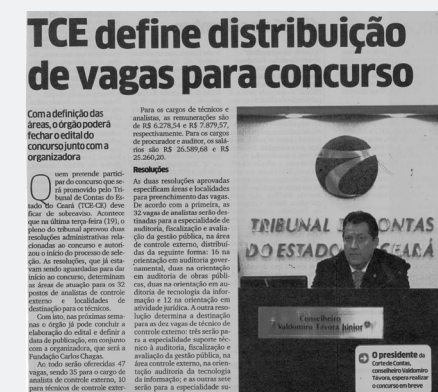 TCE define distribuição
de vagas para concurso
Com a definição das
áreas, o órgão poderá
fechar o edital do
concurso junto com a
organizadora
Quem pretende partici-
par do concurso que se-
rá promovido pelo Tri-
bunal de Contas do Es-
tado do Ceará (TCE-CE) deve
ficar de sobreaviso. Acontece
que na última terça-feira (19), o
pleno do tribunal aprovou duas
resoluções administrativas rela-
cionadas ao concurso e autori-
zou o início do processo de sele-
ção. As resoluções, que já esta-
vam sendo aguardadas para dar
início ao concurso, determinam
as áreas de atuação para os 32
postos de analistas de controle
externo e localidades de
destinação para os técnicos.
Com isto, nas próximas sema-
nas o órgão já pode concluir a
elaboração do edital e definir a
data de publicação, em conjunto
com a organizadora, que será a
Fundação Carlos Chagas.
Ao todo serão oferecidas 47
vagas, sendo 35 para o cargo de
analista de controle externo, 10
para técnicos de controle exter-
Para os cargos de técnicos e
analistas, as remunerações são
de R$ 6.278,54 e R$ 7.879,57,
respectivamente. Para os cargos
de procurador e auditor, os salá-
rios são R$ 26.589,68 e R$
25.260,20.
Resoluções
As duas resoluções aprovadas
especificam áreas e localidades
para preenchimento das vagas.
De acordo com a primeira, as
32 vagas de analistas serão des-
tinadas para a especialidade de
auditoria, fiscalização e avalia-
ção da gestão pública, na área
de controle externo, distribuí-
das da seguinte forma: 16 na
orientação em auditoria gover-
namental, duas na orientação
em auditoria de obras públi-
cas, duas na orientação em au-
ditoria de tecnologia da infor-
mação e 12 na orientação em
atividade jurídica. A outra reso-
lução determina a destinação
para as dez vagas de técnico de
controle externo: três serão pa-
ra a especialidade suporte téc-
nico à auditoria, fiscalização e
avaliação da gestão pública, na
área controle externo, na orien-
tação auditoria da tecnologia
da informação; e as outras sete
serão para a especialidade su-
TRIBUNAL CONTAS
DO ESTADO CEARÁ
Conselheiro
Valdomiro Távora Júnior
O presidente da
Corte de Contas,
conselheiro Valdomiro
Távora, espera realizar
o concurso em breve